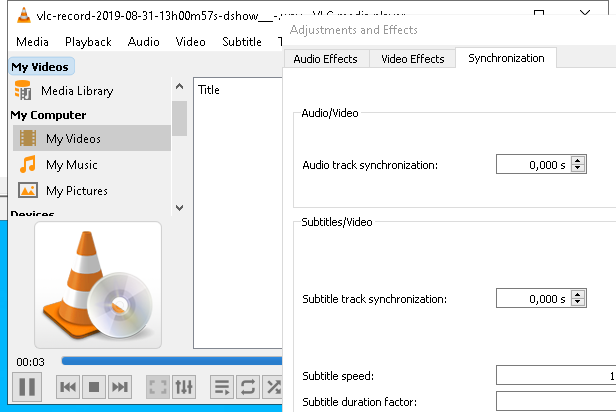 vlc-record-2019-08-31-13h00m57s-dshow___-.wav - VLC media player
Adjustments and Effects
Media Playback Audio Video Subtitle
Audio Effects Video Effects Synchronization
My Videos
Media Library
Title
My Computer
Audio/Video
My Videos
My Music
Audio track synchronization: 0,000 s
My Pictures
Devices
Subtitles/Video
Subtitle track synchronization: 0,000 s
00:03
Subtitle speed: 1
Subtitle duration factor: